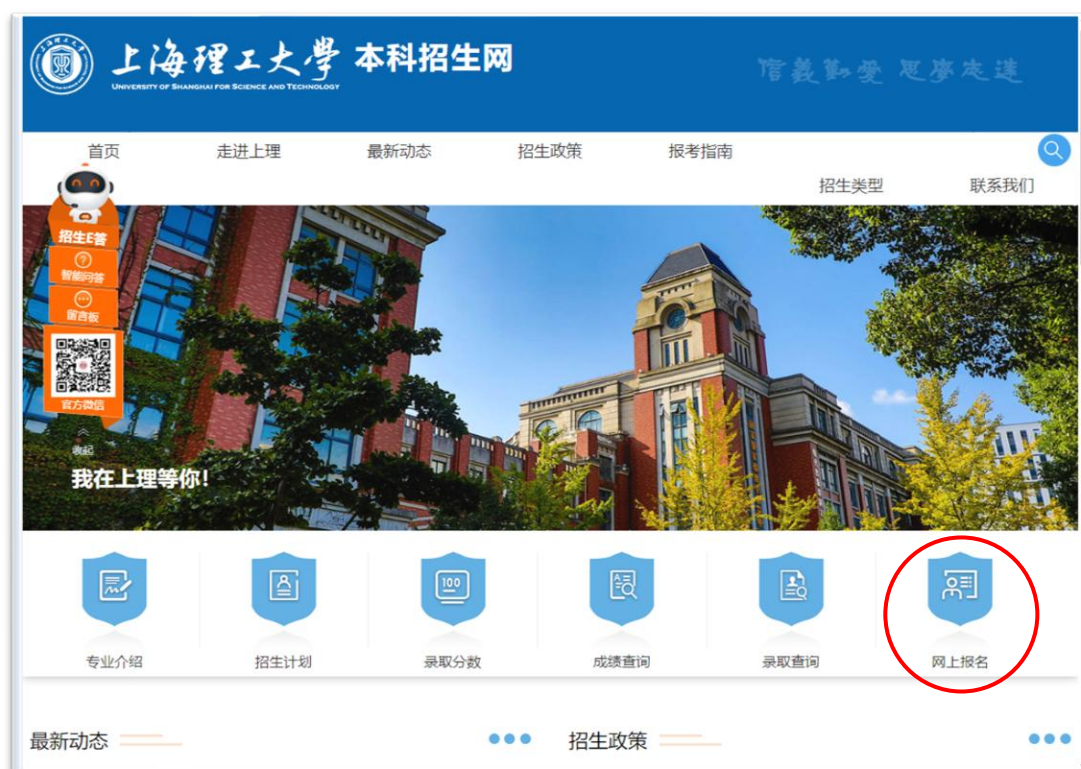 上海理工大學 本科招生网
UNIVERSITY OF SHANGHAI FOR SCIENCE AND TECHNOLOGY
信義勤愛 思學志遠
首页 走进上理 最新动态 招生政策 报考指南
招生类型 联系我们
招生E答
智能问答
留言板
官方微信
收起
我在上理等你!
100
专业介绍 招生计划 录取分数 成绩查询 录取查询 网上报名
最新动态 招生政策